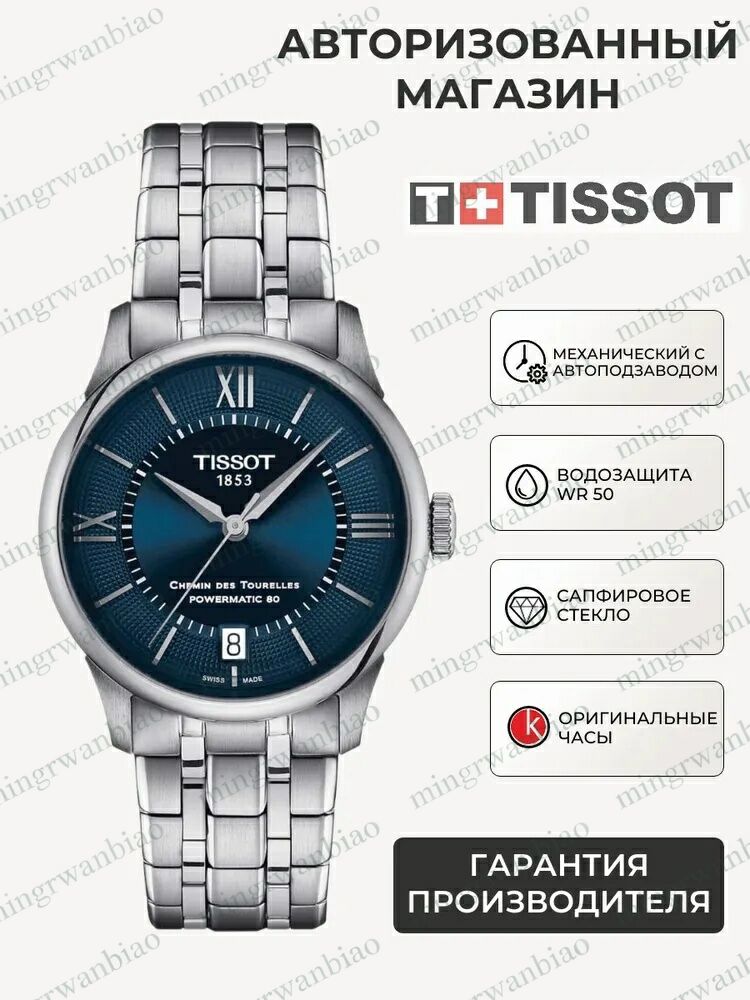 АВТОРИЗОВАННЫЙ
МАГАЗИН
T+TISSOT
МЕХАНИЧЕСКИЙ С
АВТОПОДЗАВОДОМ
ВОДОЗАЩИТА
WR 50
САПФИРОВОЕ
СТЕКЛО
k
ОРИГИНАЛЬНЫЕ
ЧАСЫ
ГАРАНТИЯ
ПРОИЗВОДИТЕЛЯ
TISSOT
1853
CHEMIN DES TOURELLES
POWERMATIC 80
8
SWISS MADE
mingrwanbiao